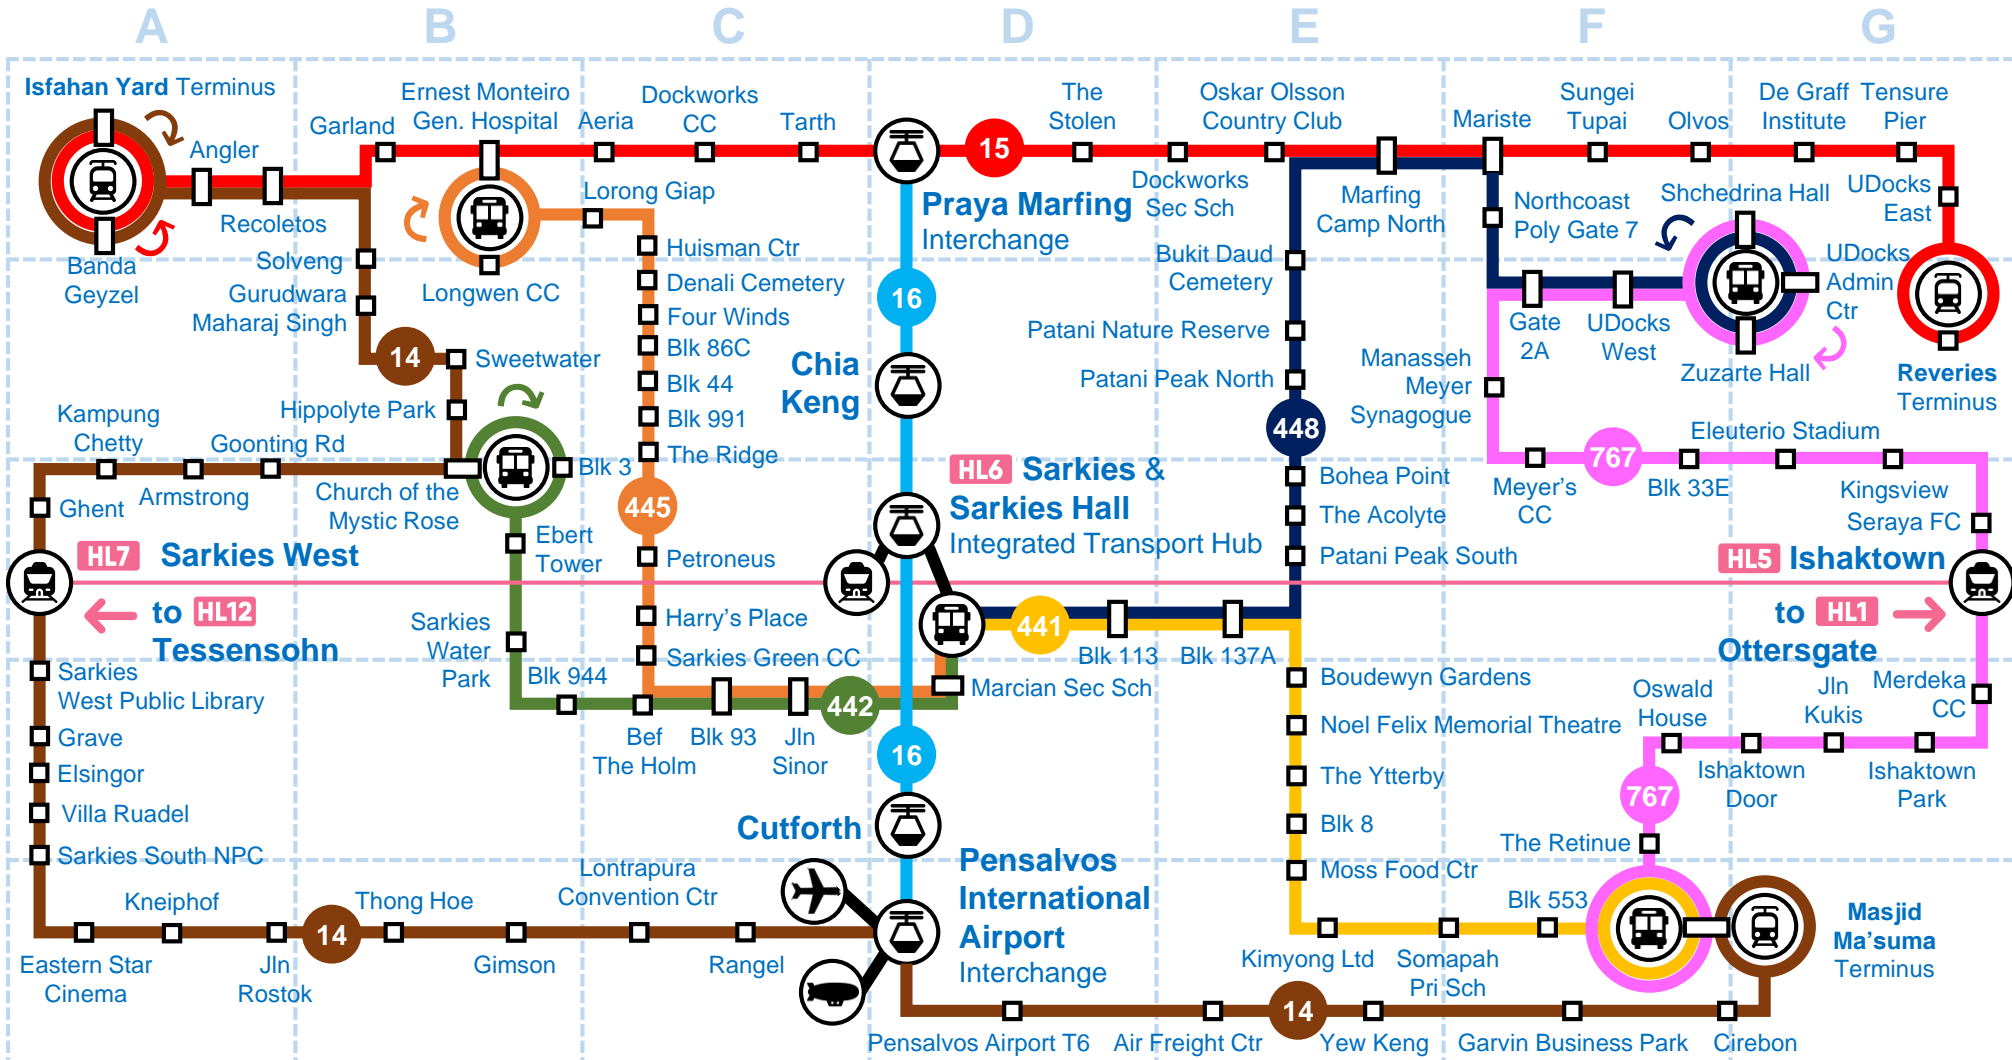 A
B
C
D
E
F
G
Isfahan Yard Terminus
Angler
Recoletos
Banda
Geyzel
Garland
Ernest Monteiro
Gen. Hospital
Aeria
Dockworks
CC
Tarth
15
The
Stolen
Dockworks
Sec Sch
Oskar Olsson
Country Club
Marfing
Camp North
Mariste
Sungei
Tupai
Olvos
De Graff
Institute
Tensure
Pier
UDocks
East
Reveries
Terminus
Praya Marfing
Interchange
Solveng
Gurudwara
Maharaj Singh
14
Sweetwater
Hippolyte Park
Longwen CC
Lorong Giap
Huisman Ctr
Denali Cemetery
Four Winds
Blk 86C
Blk 44
Blk 991
The Ridge
445
Petroneus
Harry's Place
Sarkies Green CC
16
Chia
Keng
Bukit Daud
Cemetery
Patani Nature Reserve
Patani Peak North
448
Bohea Point
The Acolyte
Patani Peak South
Northcoast
Poly Gate 7
Gate
2A
UDocks
West
Shchedrina Hall
UDocks
Admin
Ctr
Zuzarte Hall
Manasseh
Meyer
Synagogue
Meyer's
CC
767
Blk 33E
Eleuterio Stadium
Kingsview
Seraya FC
Kampung
Chetty
Armstrong
Goonting Rd
Church of the
Mystic Rose
Blk 3
Ghent
HL7 Sarkies West
to HL12
Tessensohn
Ebert
Tower
Sarkies
Water
Park
Blk 944
Bef
The Holm
Blk 93
Jln
Sinor
442
HL6 Sarkies &
Sarkies Hall
Integrated Transport Hub
441
Blk 113
Blk 137A
Marcian Sec Sch
HL5 Ishaktown
to HL1
Ottersgate
Sarkies
West Public Library
Grave
Elsingor
Villa Ruadel
Sarkies South NPC
16
Cutforth
Boudewyn Gardens
Noel Felix Memorial Theatre
The Ytterby
Blk 8
Moss Food Ctr
Oswald
House
Ishaktown
Door
Jln
Kukis
Merdeka
CC
Ishaktown
Park
767
The Retinue
Eastern Star
Cinema
Kneiphof
Jln
Rostok
14
Thong Hoe
Gimson
Lontrapura
Convention Ctr
Rangel
Pensalvos
International
Airport
Interchange
Kimyong Ltd
Somapah
Pri Sch
Blk 553
Masjid
Ma'suma
Terminus
Pensalvos Airport T6
Air Freight Ctr
14
Yew Keng
Garvin Business Park
Cirebon